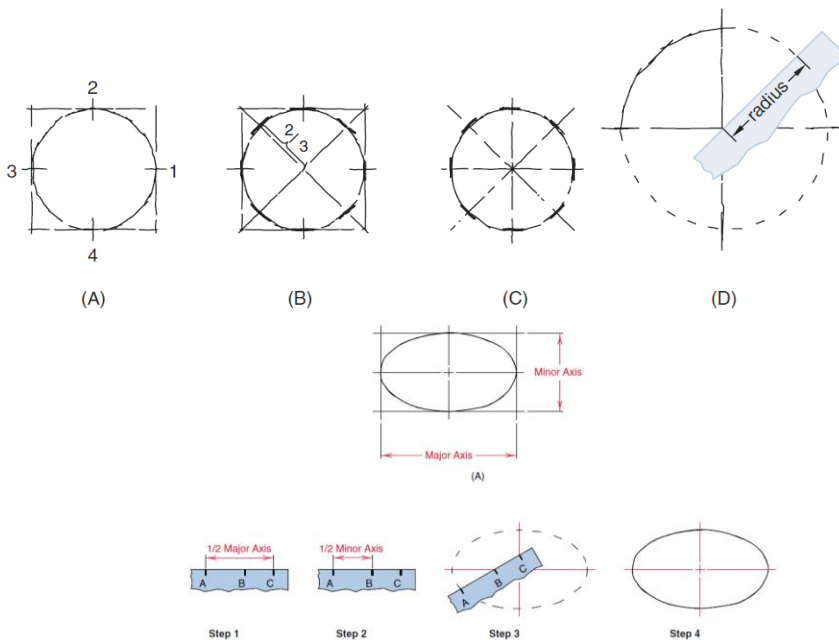 2
3
1
4
2
3
radius
(A)
(B)
(C)
(D)
Minor Axis
Major Axis
(A)
1/2 Major Axis
A B C
1/2 Minor Axis
A B C
A B C
Step 1
Step 2
Step 3
Step 4